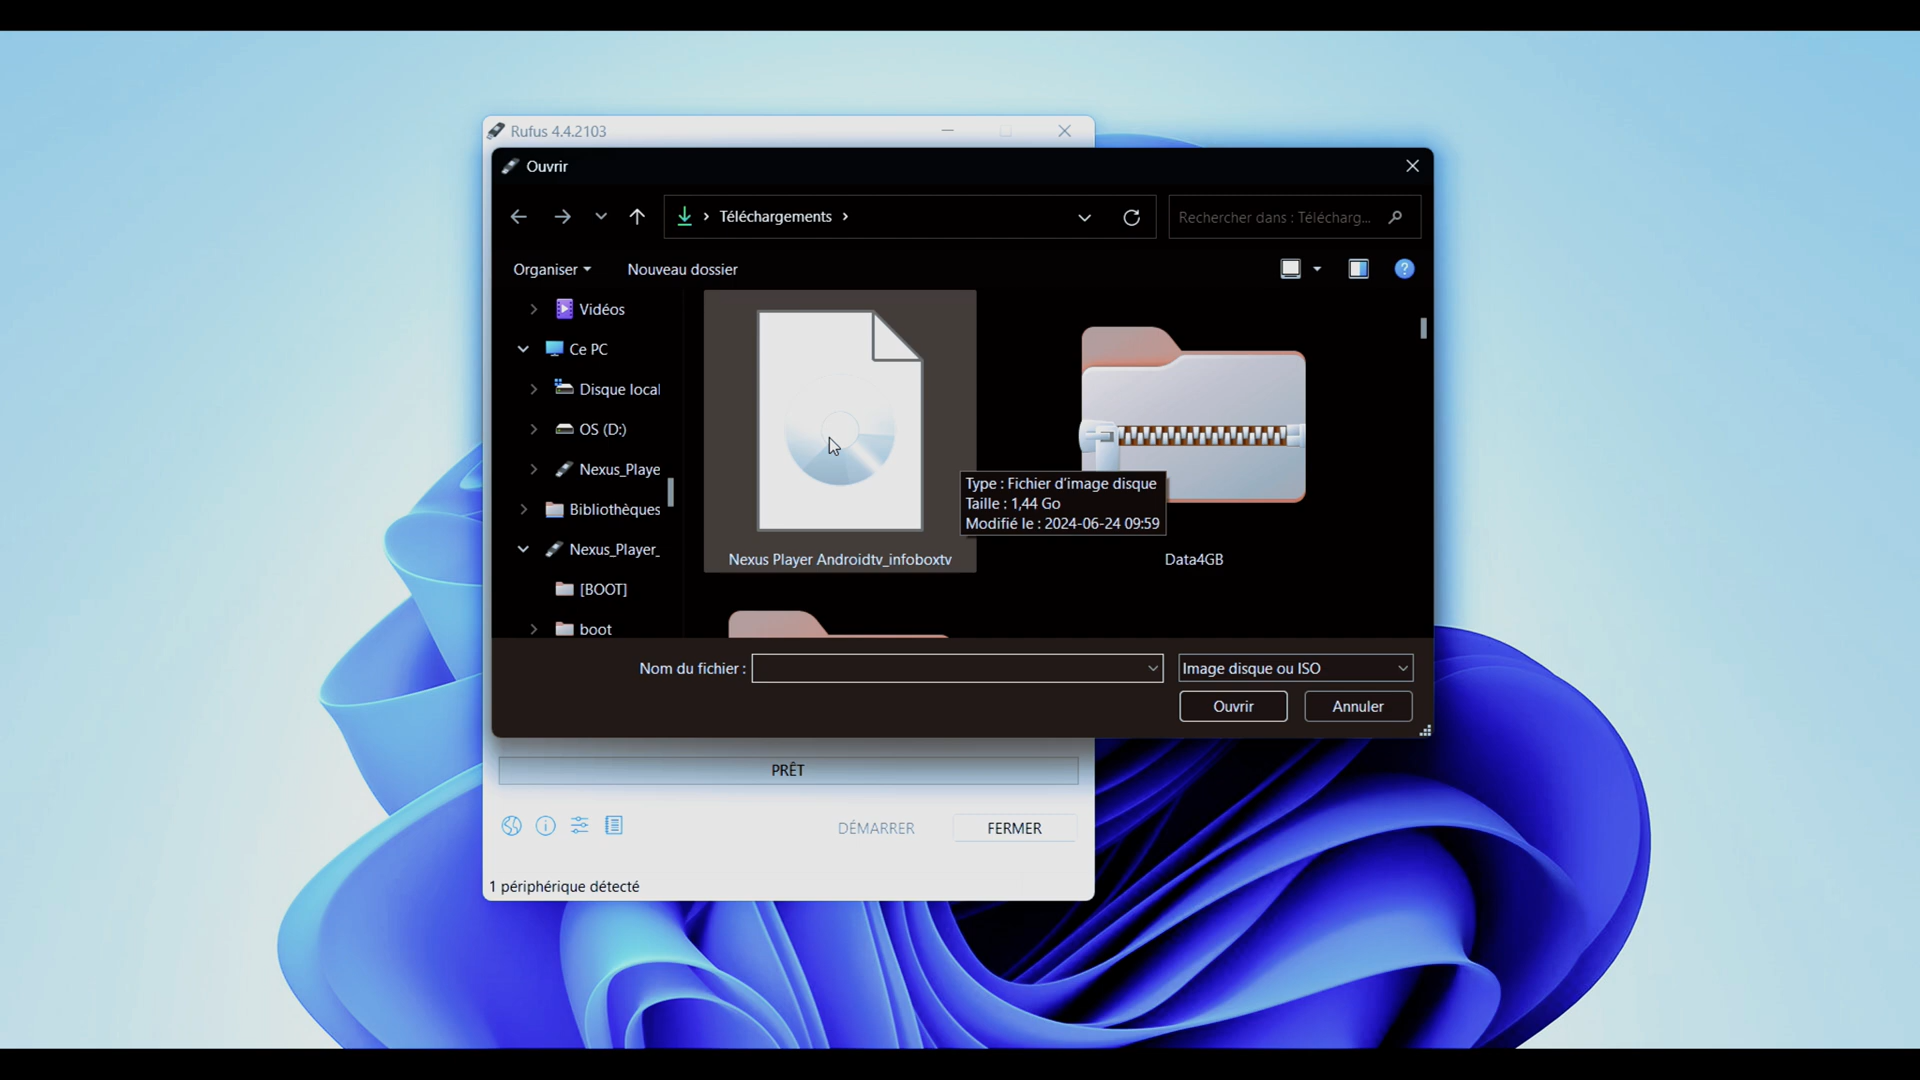 Rufus 4.4.2103
Ouvrir
Téléchargements
Rechercher dans : Télécharg...
Organiser
Nouveau dossier
Vidéos
Ce PC
Disque local
OS (D:)
Nexus_Playe
Bibliothèques
Nexus_Player_
[BOOT]
boot
Type : Fichier d'image disque
Taille : 1,44 Go
Modifié le : 2024-06-24 09:59
Nexus Player Androidtv_infoboxtv
Data4GB
Nom du fichier :
Image disque ou ISO
Ouvrir
Annuler
PRÊT
DÉMARRER
FERMER
1 périphérique détecté